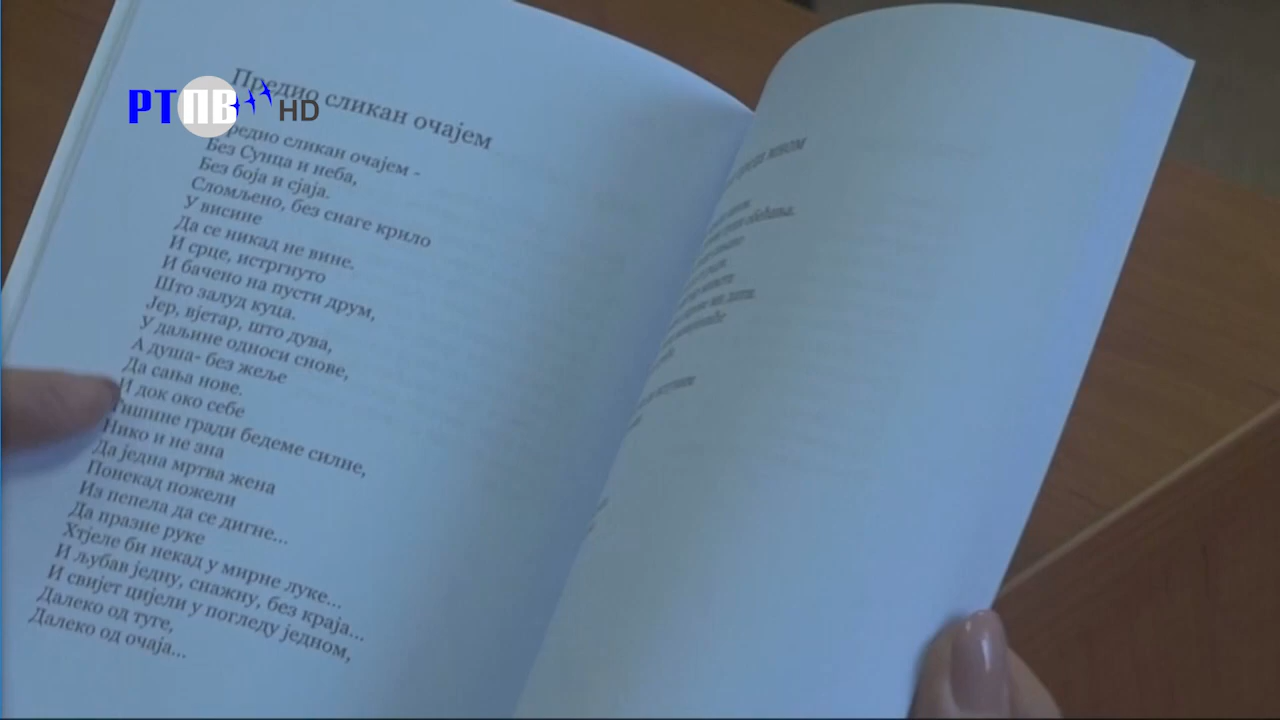 РТПВ HD
Предио сликан очајем
Предио сликан очајем -
Без Сунца и неба,
Без боја и сјаја.
Сломљено, без снаге крило
У висине
Да се никад не вине.
И срце, истргнуто
И бачено на пусти друм,
Што залуд куца.
Јер, вјетар, што дува,
У даљине односи снове,
А душа- без жеље
Да сања нове.
И док око себе
Тишине гради бедеме силне,
Нико и не зна
Да једна мртва жена
Понекад пожели
Из пепела да се дигне...
Да празне руке
Хтјеле би некад у мирне луке...
И љубав једну, снажну, без краја...
И свијет цијели у погледу једном,
Далеко од туге,
Далеко од очаја...
мном